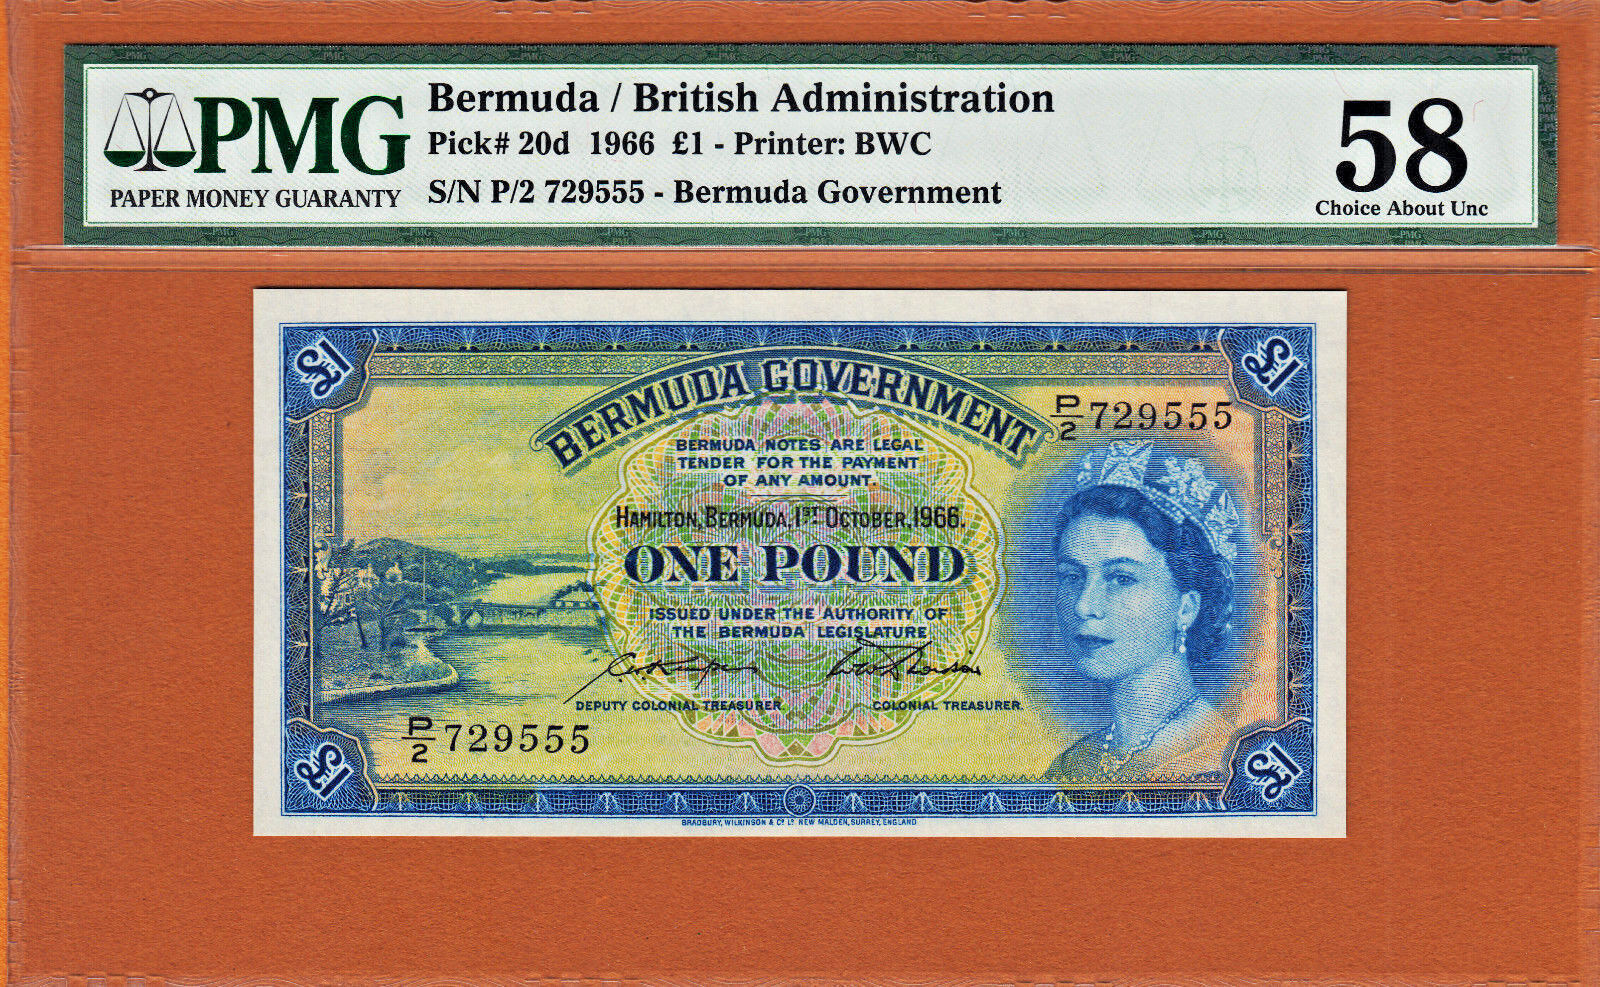 PMG
PAPER MONEY GUARANTY
Bermuda / British Administration
Pick# 20d 1966 £1 - Printer: BWC
S/N P/2 729555 - Bermuda Government
58
Choice About Unc
£1
£1
BERMUDA GOVERNMENT
P/2 729555
BERMUDA NOTES ARE LEGAL
TENDER FOR THE PAYMENT
OF ANY AMOUNT.
HAMILTON, BERMUDA, 1ST OCTOBER, 1966.
ONE POUND
ISSUED UNDER THE AUTHORITY OF
THE BERMUDA LEGISLATURE
DEPUTY COLONIAL TREASURER.
COLONIAL TREASURER.
P/2 729555
£1
£1
BRADBURY, WILKINSON & Co. Ld. NEW MALDEN, SURREY, ENGLAND